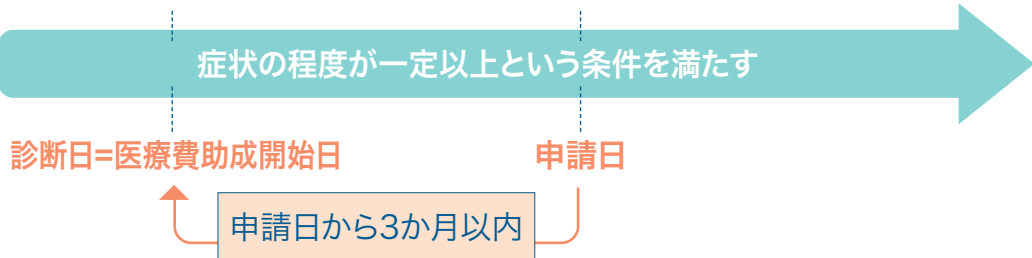 症状の程度が一定以上という条件を満たす
診断日=医療費助成開始日
申請日
申請日から3か月以内